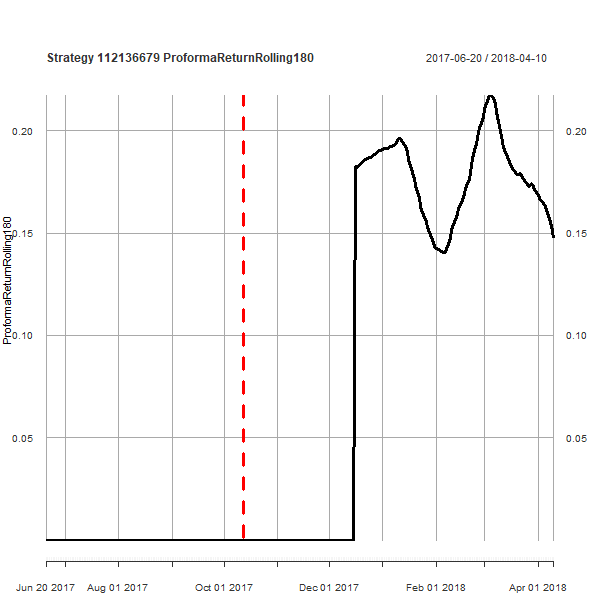 Strategy 112136679 ProformaReturnRolling180
2017-06-20 / 2018-04-10
ProformaReturnRolling180
0.20
0.15
0.10
0.05
0.20
0.15
0.10
0.05
Jun 20 2017
Aug 01 2017
Oct 01 2017
Dec 01 2017
Feb 01 2018
Apr 01 2018